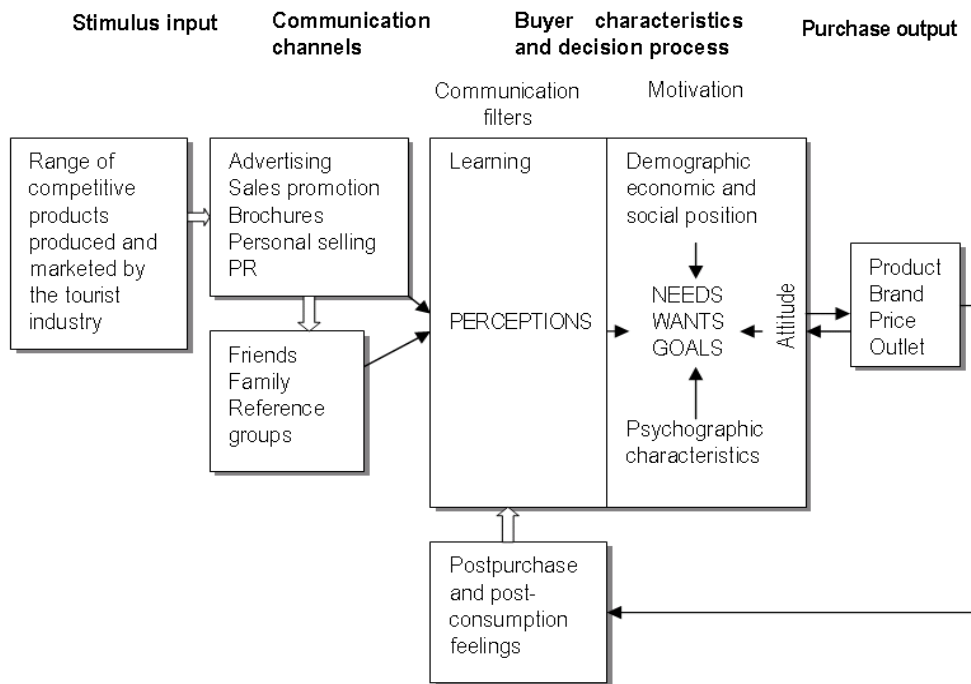 Stimulus input
Communication
channels
Buyer characteristics
and decision process
Purchase output
Communication
filters
Motivation
Range of
competitive
products
produced and
marketed by
the tourist
industry
Advertising
Sales promotion
Brochures
Personal selling
PR
Friends
Family
Reference
groups
Learning
PERCEPTIONS
Demographic
economic and
social position
NEEDS
WANTS
GOALS
Attitude
Psychographic
characteristics
Product
Brand
Price
Outlet
Postpurchase
and post-
consumption
feelings